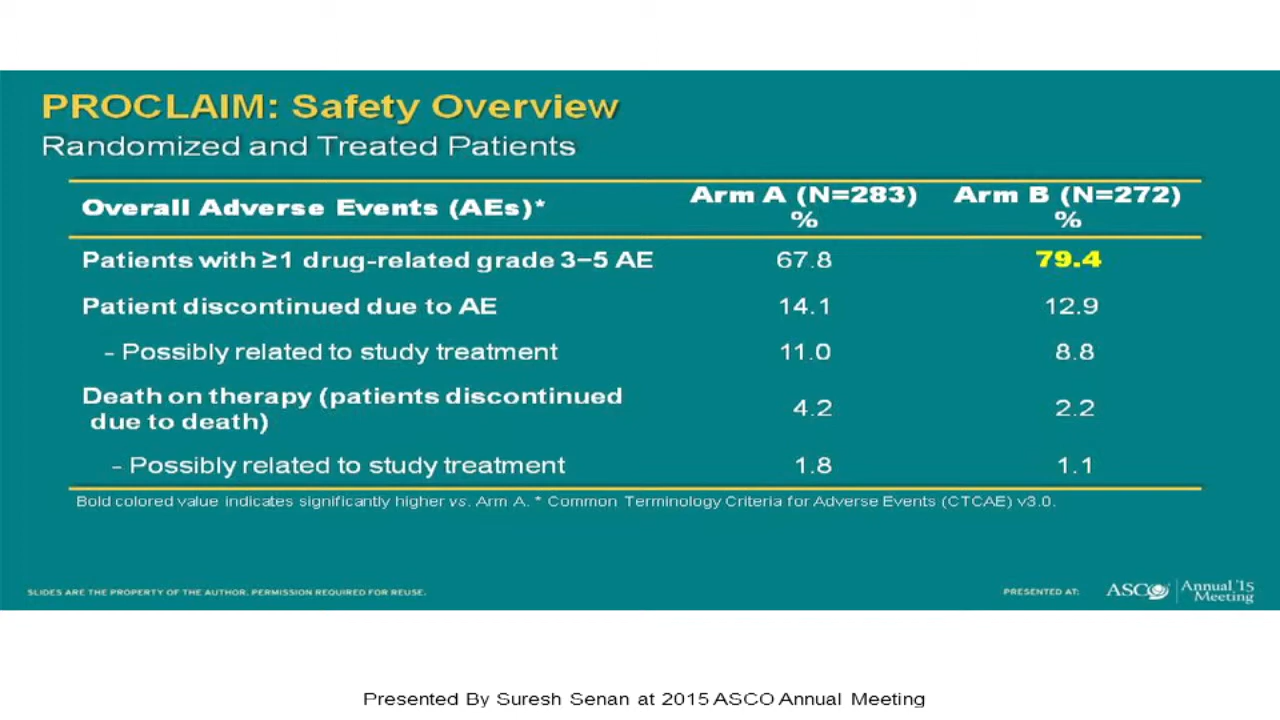 PROCLAIM: Safety Overview
Randomized and Treated Patients
Overall Adverse Events (AEs)* Arm A (N=283) % Arm B (N=272) %
Patients with ≥1 drug-related grade 3−5 AE 67.8 79.4
Patient discontinued due to AE 14.1 12.9
- Possibly related to study treatment 11.0 8.8
Death on therapy (patients discontinued
due to death) 4.2 2.2
- Possibly related to study treatment 1.8 1.1
Bold colored value indicates significantly higher vs. Arm A. * Common Terminology Criteria for Adverse Events (CTCAE) v3.0.
SLIDES ARE THE PROPERTY OF THE AUTHOR. PERMISSION REQUIRED FOR REUSE.
PRESENTED AT: ASCO Annual '15 Meeting
Presented By Suresh Senan at 2015 ASCO Annual Meeting